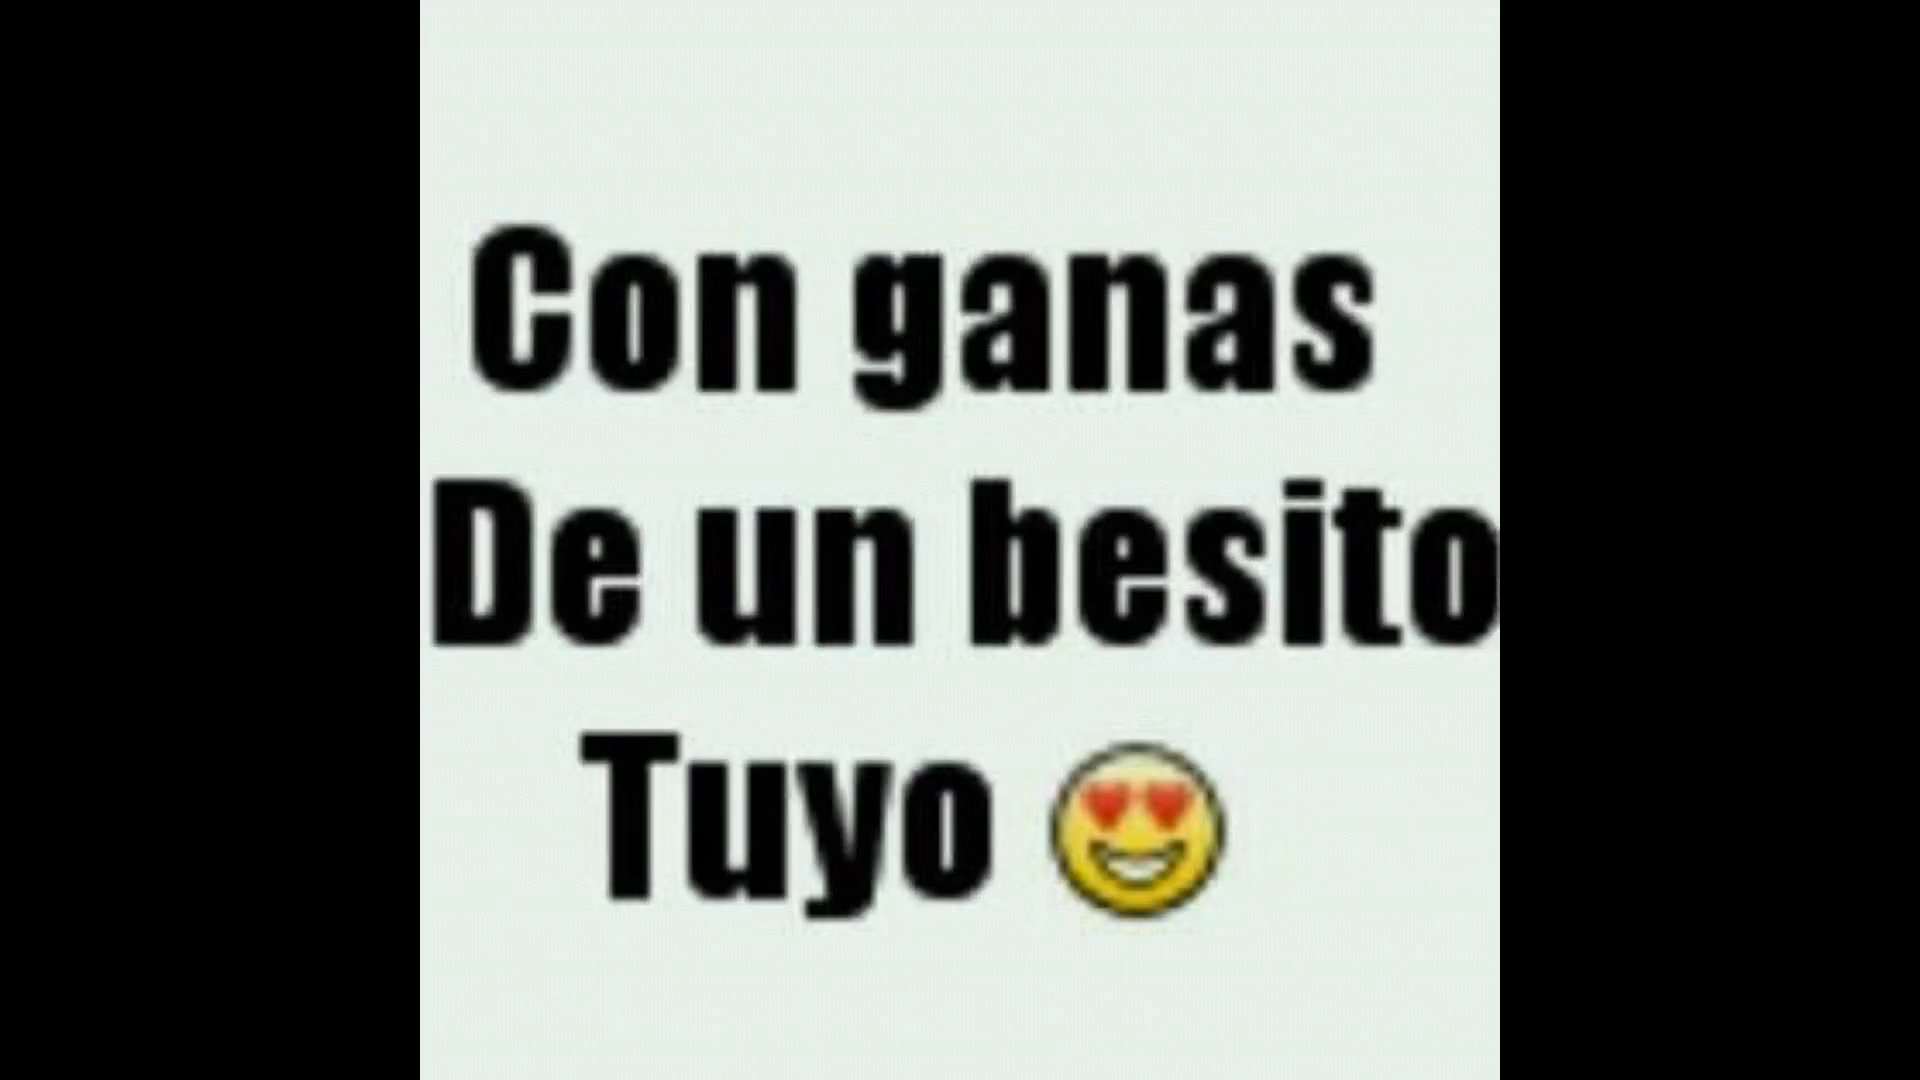 Con ganas
De un besito
Tuyo 😍